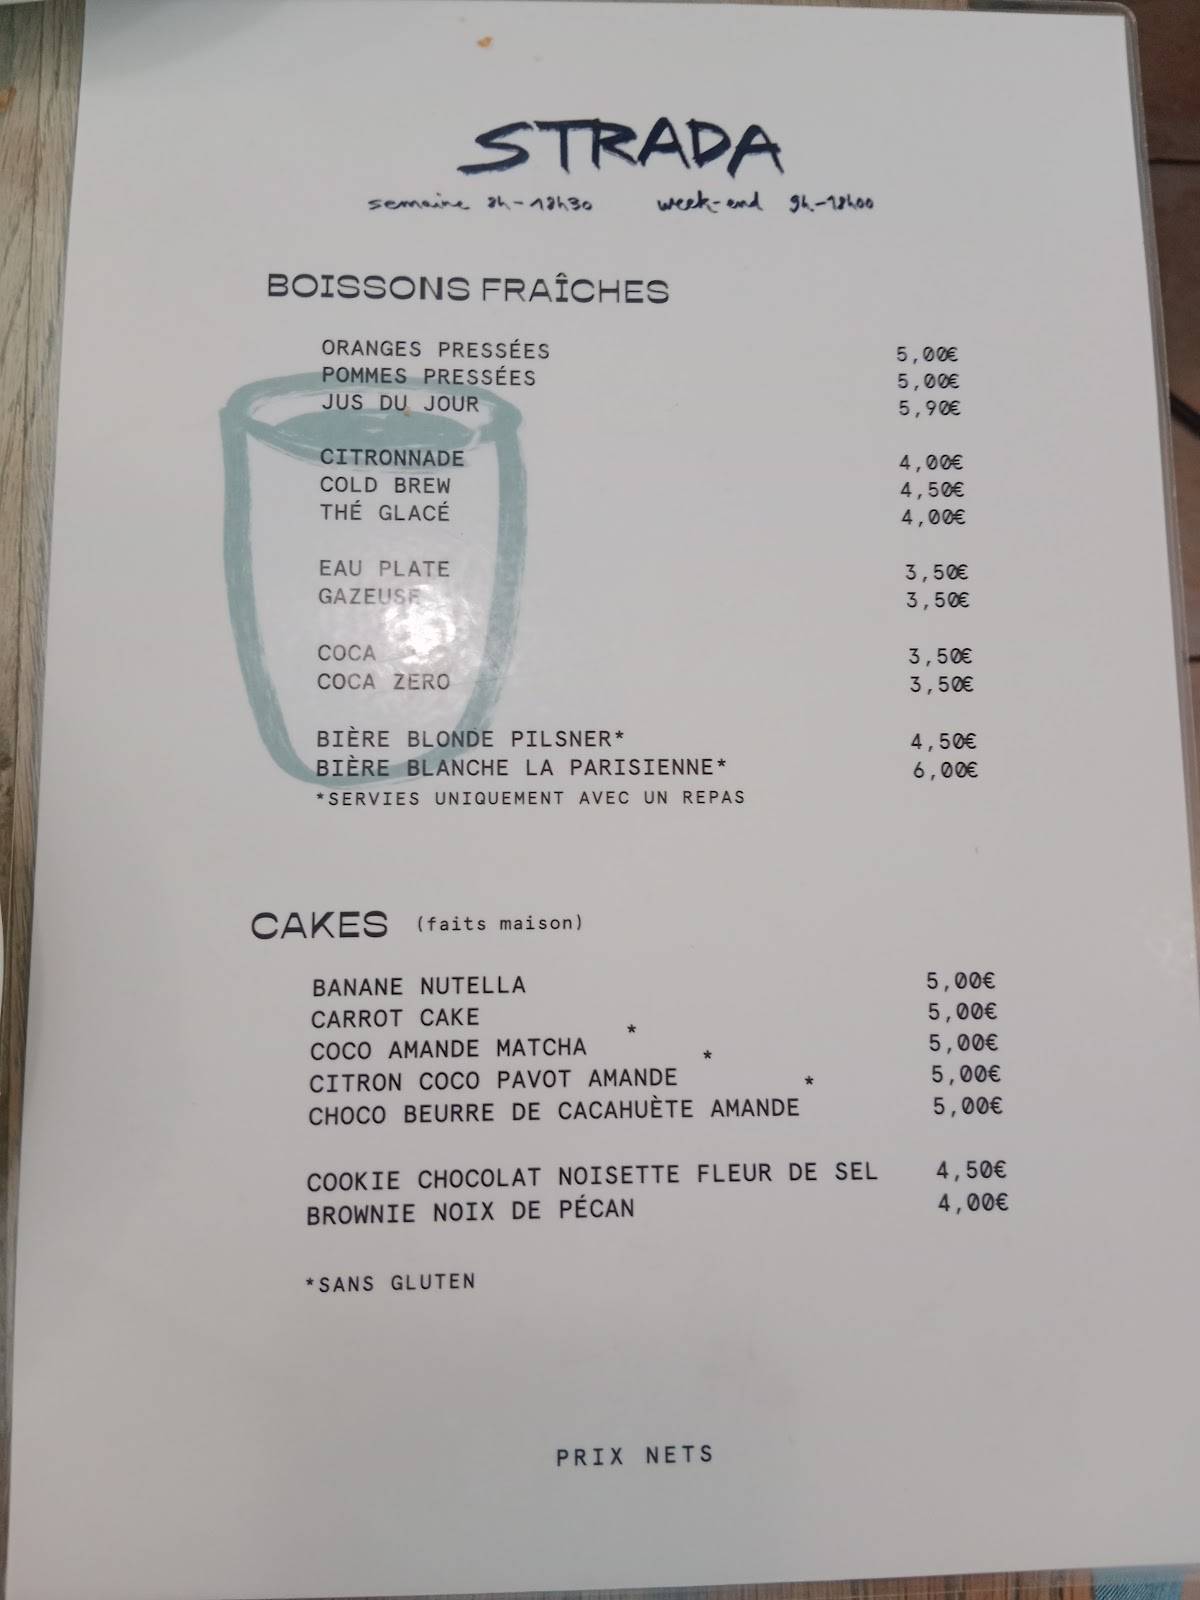 STRADA
semaine 8h-18h30 week-end 9h-18h00
BOISSONS FRAÎCHES
ORANGES PRESSÉES 5,00€
POMMES PRESSÉES 5,00€
JUS DU JOUR 5,90€
CITRONNADE 4,00€
COLD BREW 4,50€
THÉ GLACÉ 4,00€
EAU PLATE 3,50€
GAZEUSE 3,50€
COCA 3,50€
COCA ZERO 3,50€
BIÈRE BLONDE PILSNER* 4,50€
BIÈRE BLANCHE LA PARISIENNE* 6,00€
*SERVIES UNIQUEMENT AVEC UN REPAS
CAKES (faits maison)
BANANE NUTELLA 5,00€
CARROT CAKE 5,00€
COCO AMANDE MATCHA * 5,00€
CITRON COCO PAVOT AMANDE * 5,00€
CHOCO BEURRE DE CACAHUÈTE AMANDE * 5,00€
COOKIE CHOCOLAT NOISETTE FLEUR DE SEL 4,50€
BROWNIE NOIX DE PÉCAN 4,00€
*SANS GLUTEN
PRIX NETS